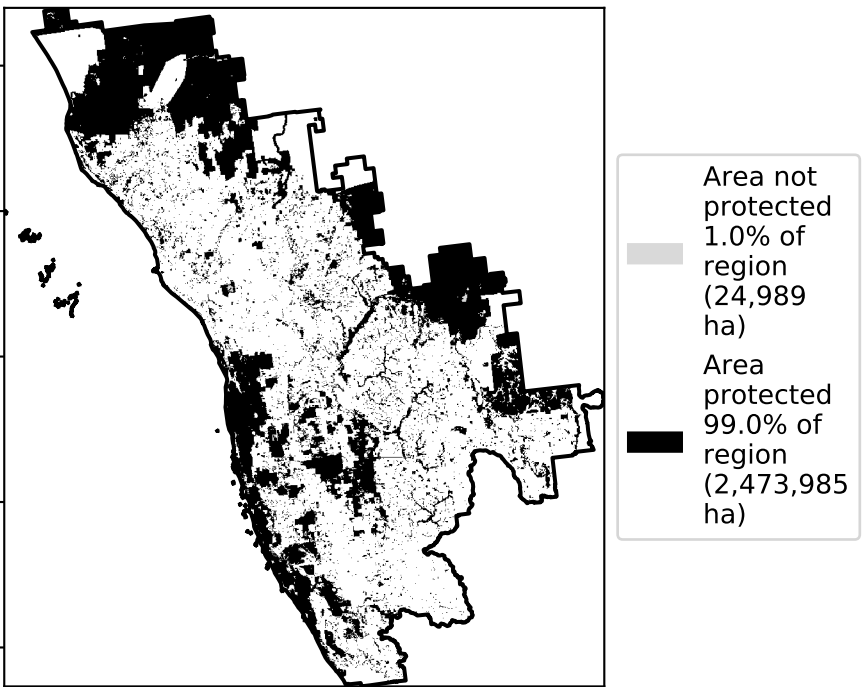 Area not
protected
1.0% of
region
(24,989
ha)
Area
protected
99.0% of
region
(2,473,985
ha)